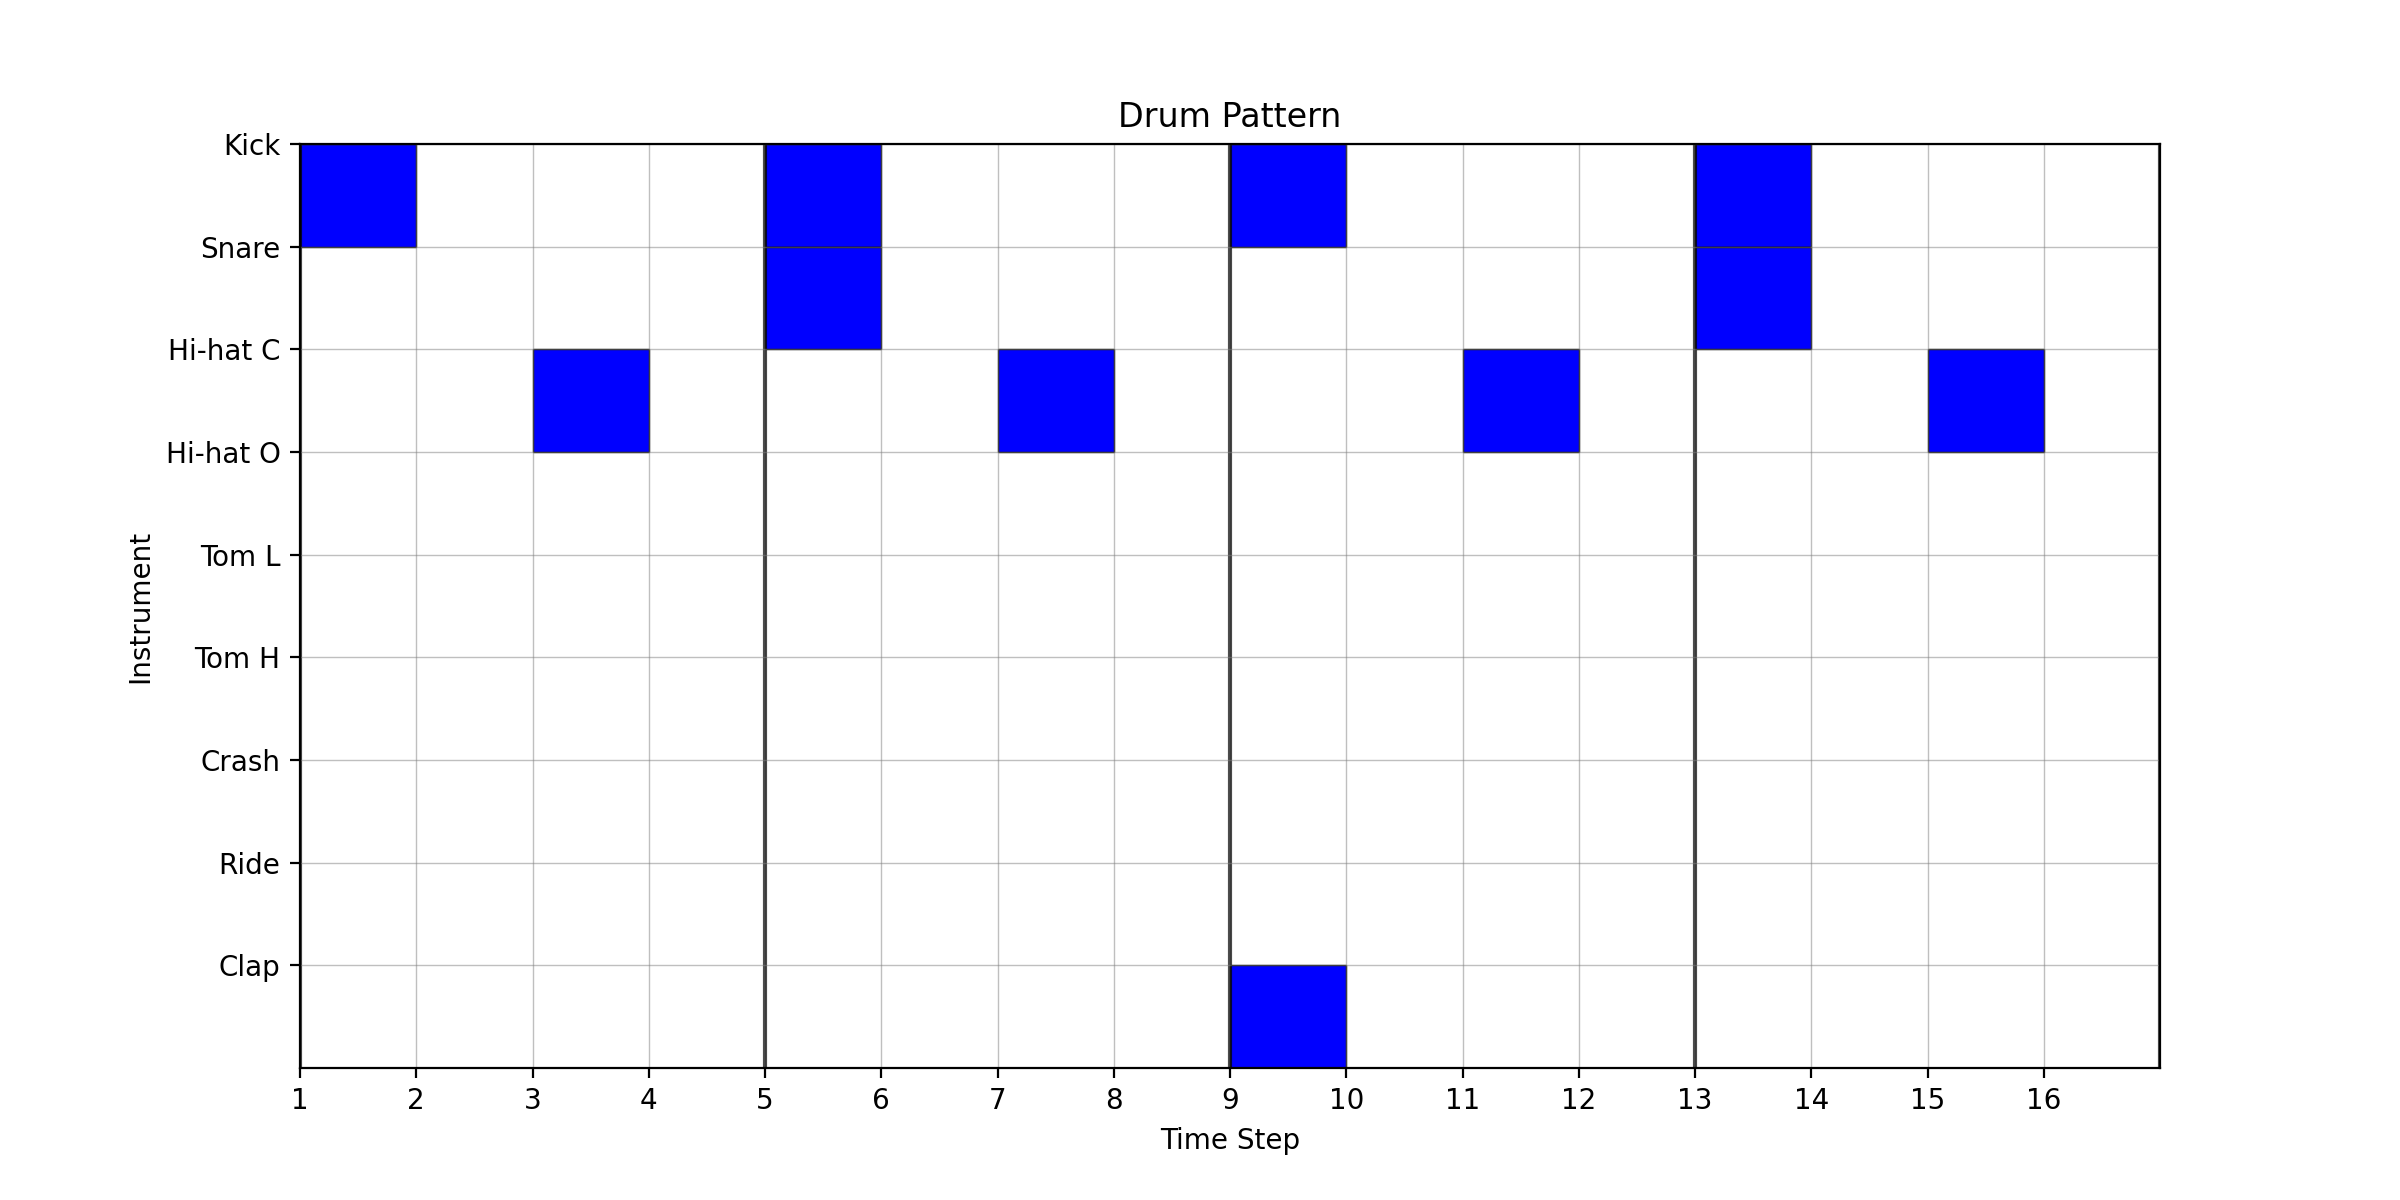 Drum Pattern
Kick
Snare
Hi-hat C
Hi-hat O
Tom L
Tom H
Crash
Ride
Clap
Instrument
1 2 3 4 5 6 7 8 9 10 11 12 13 14 15 16
Time Step